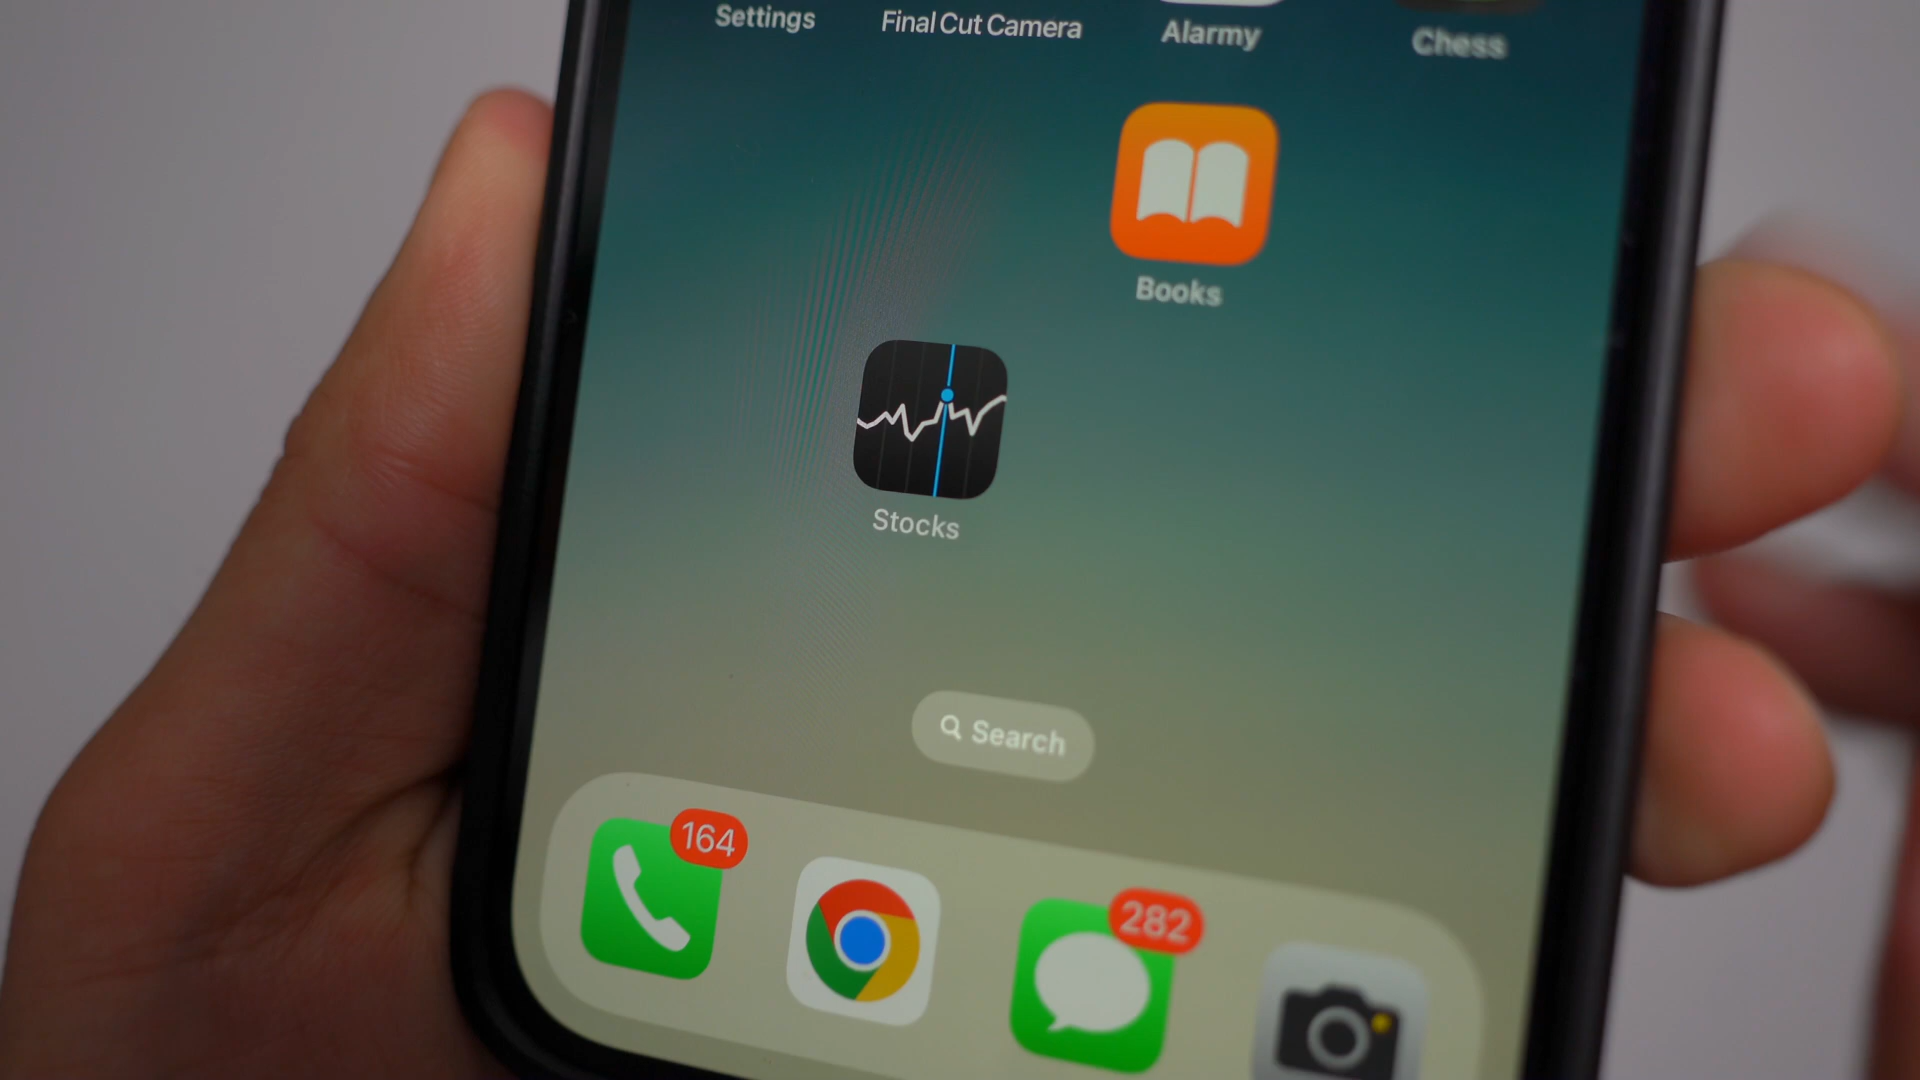 Settings
Final Cut Camera
Alarmy
Chess
Books
Stocks
Search
164
282